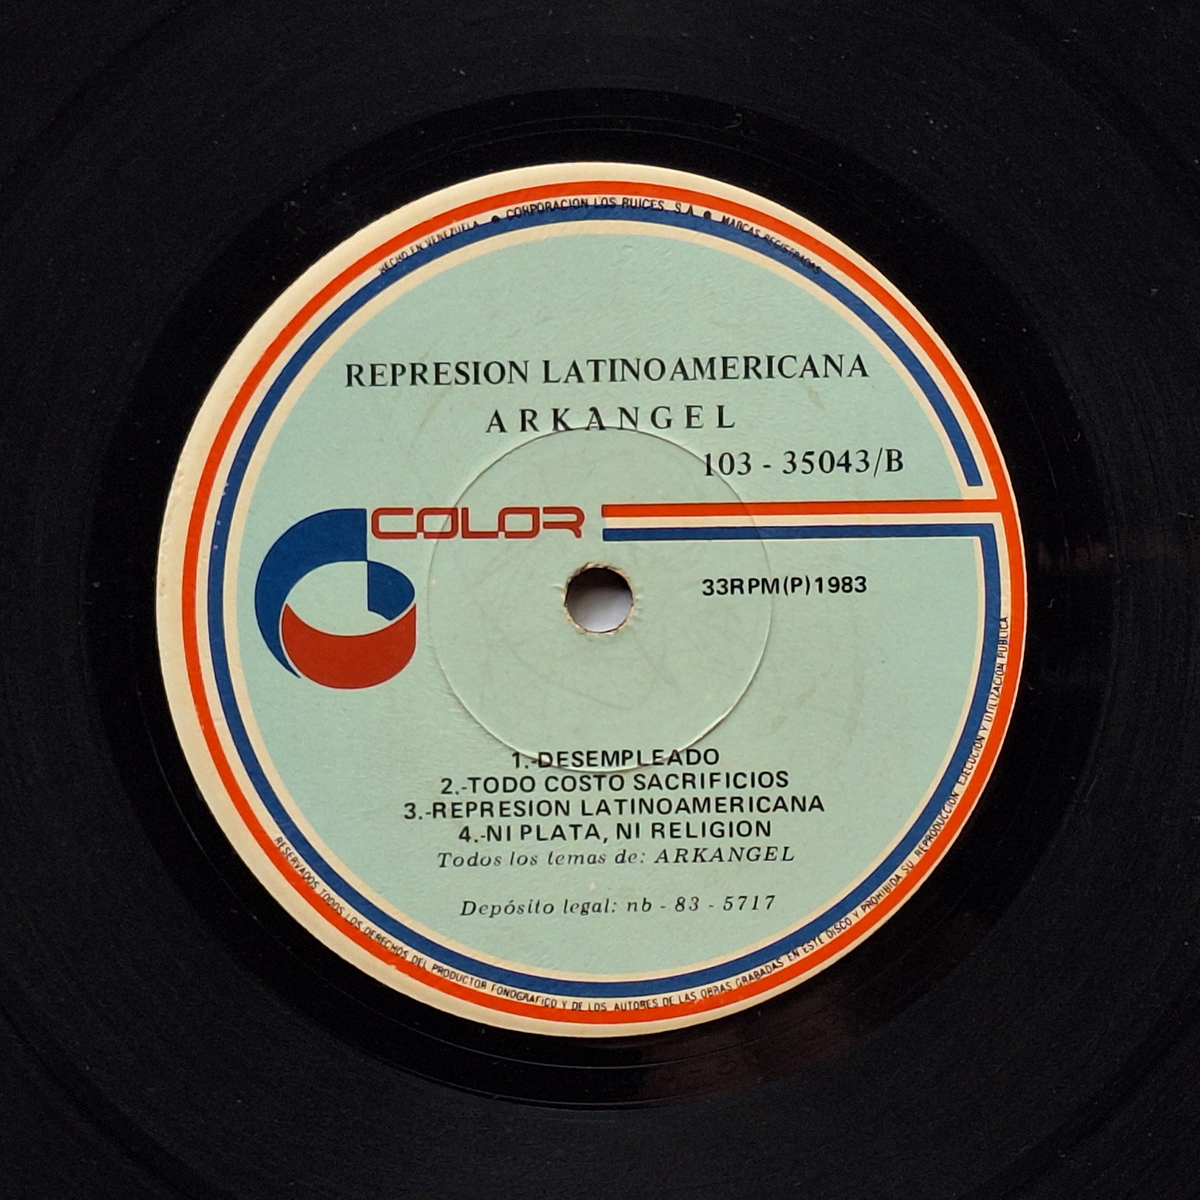 HECHO EN VENEZUELA ● CORPORACION LOS RUICES, S.A. ● MARCAS REGISTRADAS
REPRESION LATINOAMERICANA
ARKANGEL
103 - 35043/B
COLOR
33RPM(P)1983
1.-DESEMPLEADO
2.-TODO COSTO SACRIFICIOS
3.-REPRESION LATINOAMERICANA
4.-NI PLATA, NI RELIGION
Todos los temas de: ARKANGEL
Depósito legal: nb - 83 - 5717
RESERVADOS TODOS LOS DERECHOS DEL PRODUCTOR FONOGRAFICO Y DE LOS AUTORES DE LAS OBRAS GRABADAS EN ESTE DISCO Y PROHIBIDA SU REPRODUCCION EJECUCION Y UTILIZACION PUBLICA